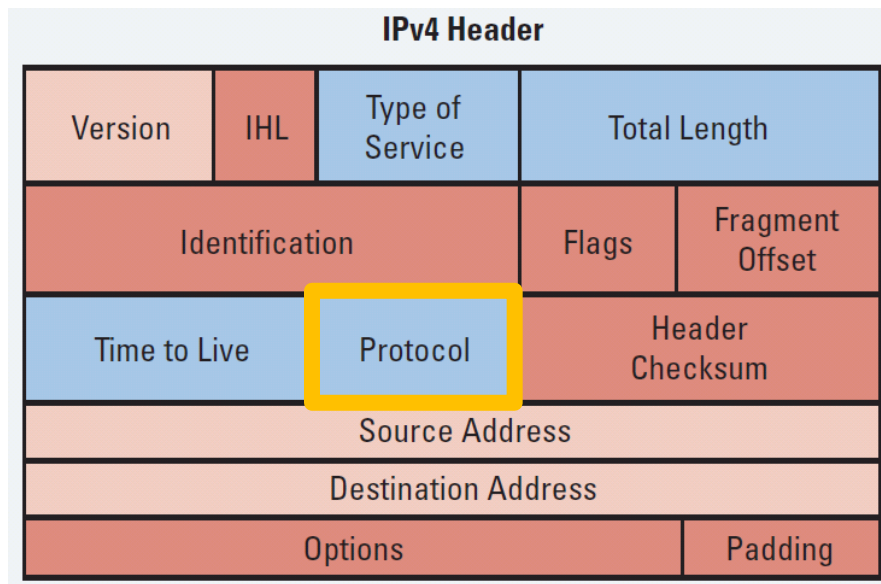 IPv4 Header
Version IHL Type of Service Total Length
Identification Flags Fragment Offset
Time to Live Protocol Header Checksum
Source Address
Destination Address
Options Padding